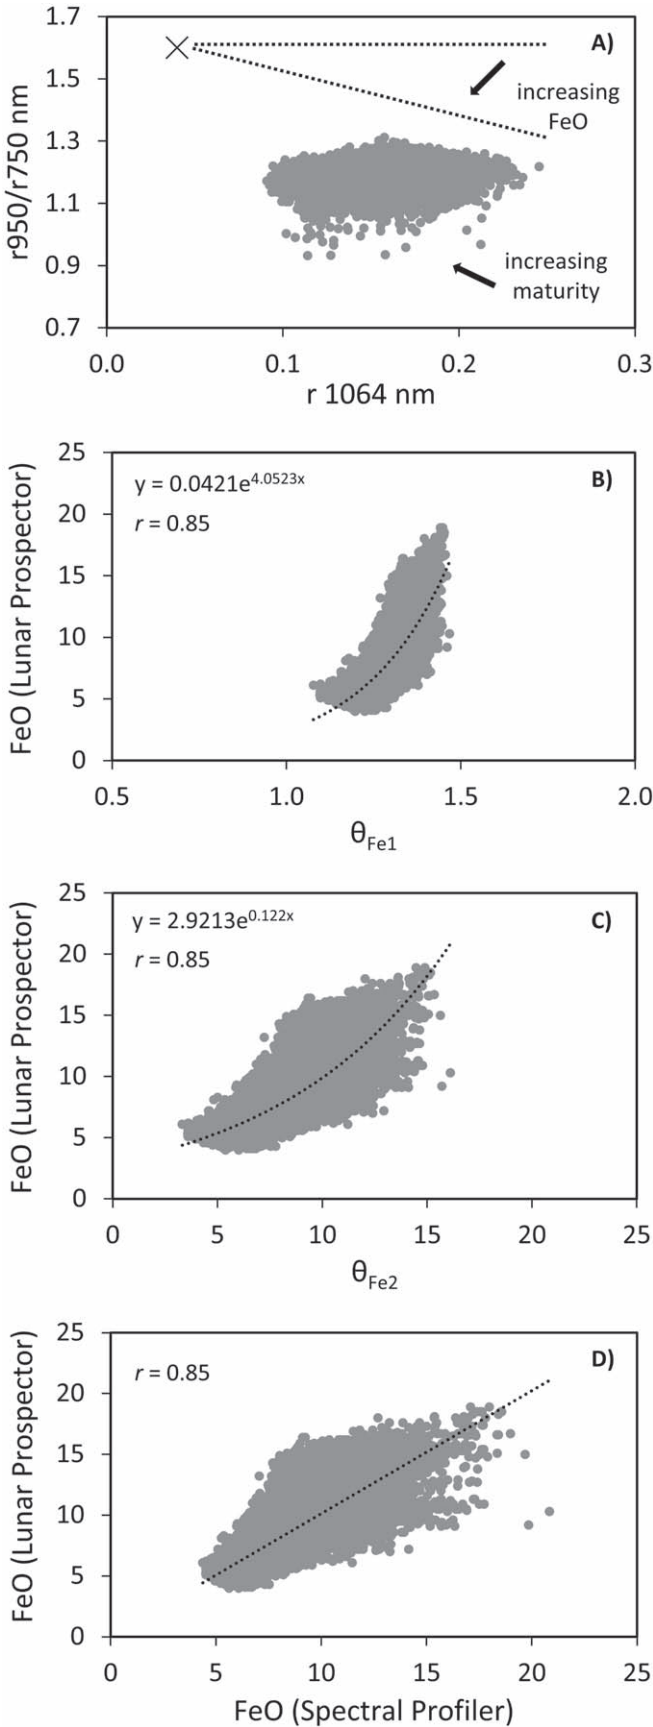 A)
1.7
1.5
1.3
1.1
0.9
0.7
r950/r750 nm
increasing
FeO
increasing
maturity
0.0 0.1 0.2 0.3
r 1064 nm
B)
y = 0.0421e^4.0523x
r = 0.85
25
20
15
10
5
0
FeO (Lunar Prospector)
0.5 1.0 1.5 2.0
θFe1
C)
y = 2.9213e^0.122x
r = 0.85
25
20
15
10
5
0
FeO (Lunar Prospector)
0 5 10 15 20 25
θFe2
D)
r = 0.85
25
20
15
10
5
0
FeO (Lunar Prospector)
0 5 10 15 20 25
FeO (Spectral Profiler)